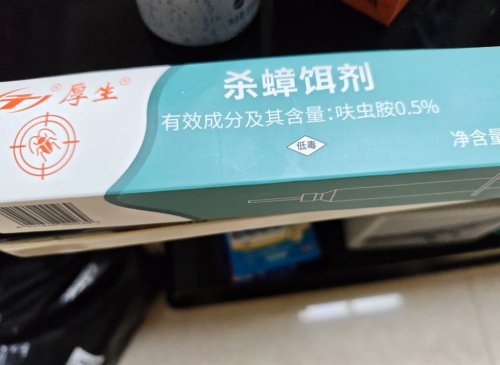 厚生®
杀蟑饵剂
有效成分及其含量：呋虫胺0.5%
低毒
净含量